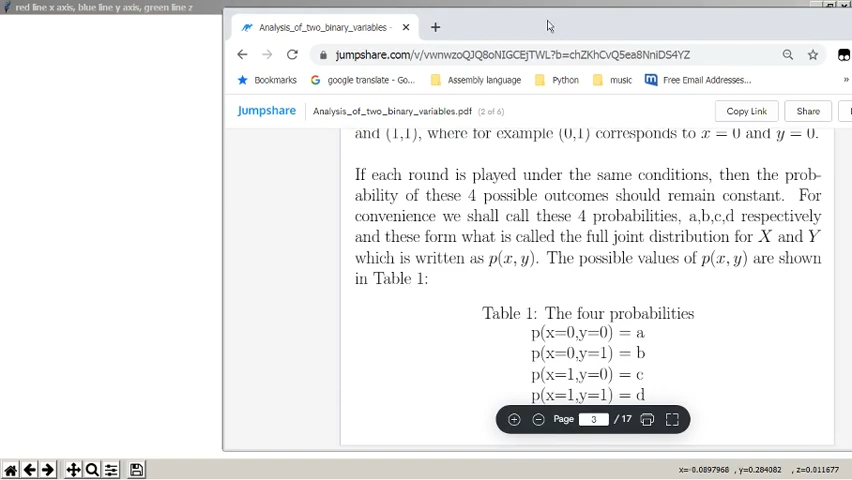 red line x axis, blue line y axis, green line z
Analysis_of_two_binary_variables -
jumpshare.com/v/vwnwzoQJQ8oNIGCEjTWL?b=chZKhCvQ5ea8NniDS4YZ
Bookmarks google translate - Go... Assembly language Python music Free Email Addresses... »
Jumpshare Analysis_of_two_binary_variables.pdf (2 of 6) Copy Link Share
and (1,1), where for example (0,1) corresponds to x = 0 and y = 0.
If each round is played under the same conditions, then the prob-
ability of these 4 possible outcomes should remain constant. For
convenience we shall call these 4 probabilities, a,b,c,d respectively
and these form what is called the full joint distribution for X and Y
which is written as p(x, y). The possible values of p(x, y) are shown
in Table 1:
Table 1: The four probabilities
p(x=0,y=0) = a
p(x=0,y=1) = b
p(x=1,y=0) = c
p(x=1,y=1) = d
Page 3 / 17
x=-0.0897968 , y=0.284082 , z=0.011677